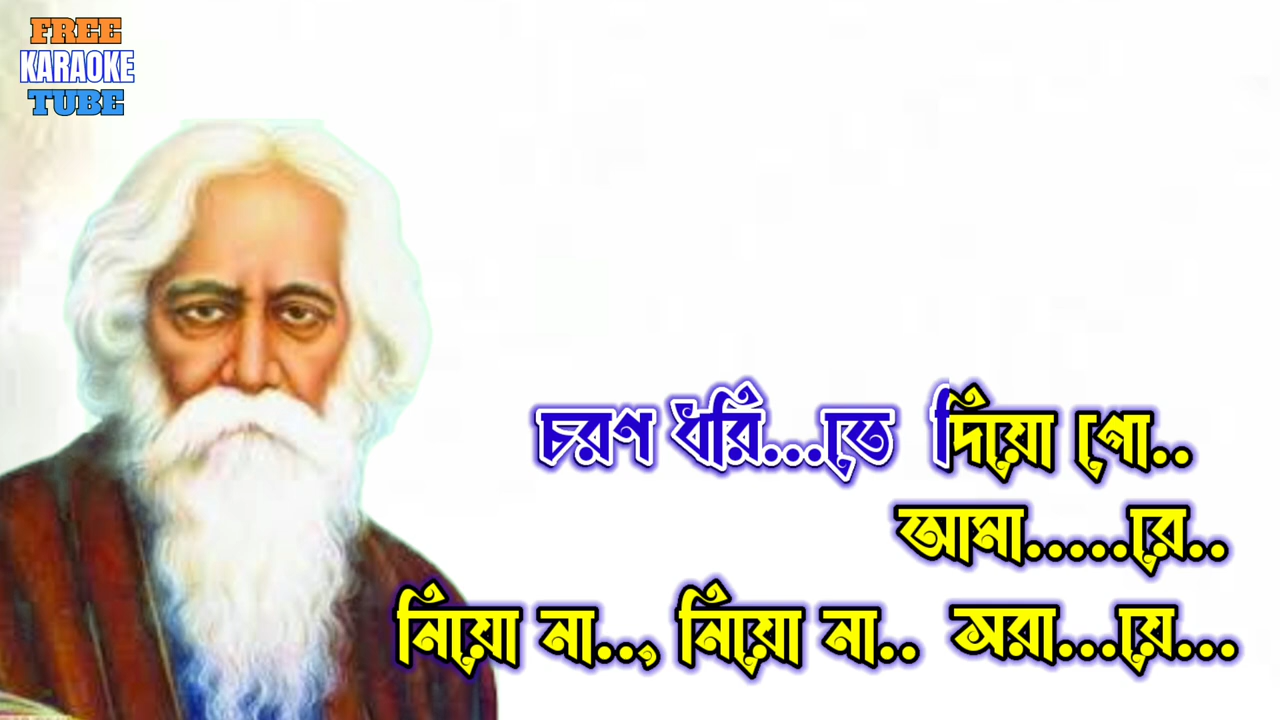 FREE
KARAOKE
TUBE
চরণ ধরি...তে দিয়ো গো..
আমা.....রে..
নিয়ো না.., নিয়ো না.. সরা...য়ে...